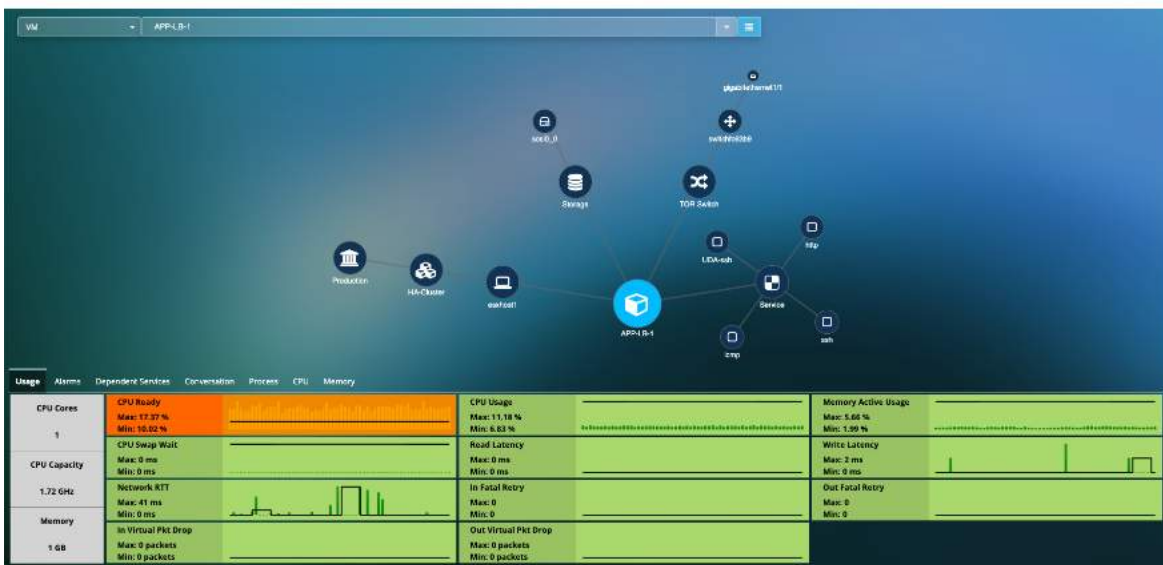 VM
APP-LB-1
gigabitethernet1/1
scsi0_0
Storage
TOR Switch
UDA-ssh
http
Production
HA-Cluster
esxhost1
APP-LB-1
Service
icmp
ssh
Usage Alarms Dependent Services Conversation Process CPU Memory
CPU Cores
1
CPU Capacity
1.72 GHz
Memory
1 GB
CPU Ready
Max: 17.37 %
Min: 10.02 %
CPU Usage
Max: 11.18 %
Min: 6.83 %
Memory Active Usage
Max: 5.66 %
Min: 1.99 %
CPU Swap Wait
Max: 0 ms
Min: 0 ms
Read Latency
Max: 0 ms
Min: 0 ms
Write Latency
Max: 2 ms
Min: 0 ms
Network RTT
Max: 41 ms
Min: 0 ms
In Fatal Retry
Max: 0
Min: 0
Out Fatal Retry
Max: 0
Min: 0
In Virtual Pkt Drop
Max: 0 packets
Min: 0 packets
Out Virtual Pkt Drop
Max: 0 packets
Min: 0 packets